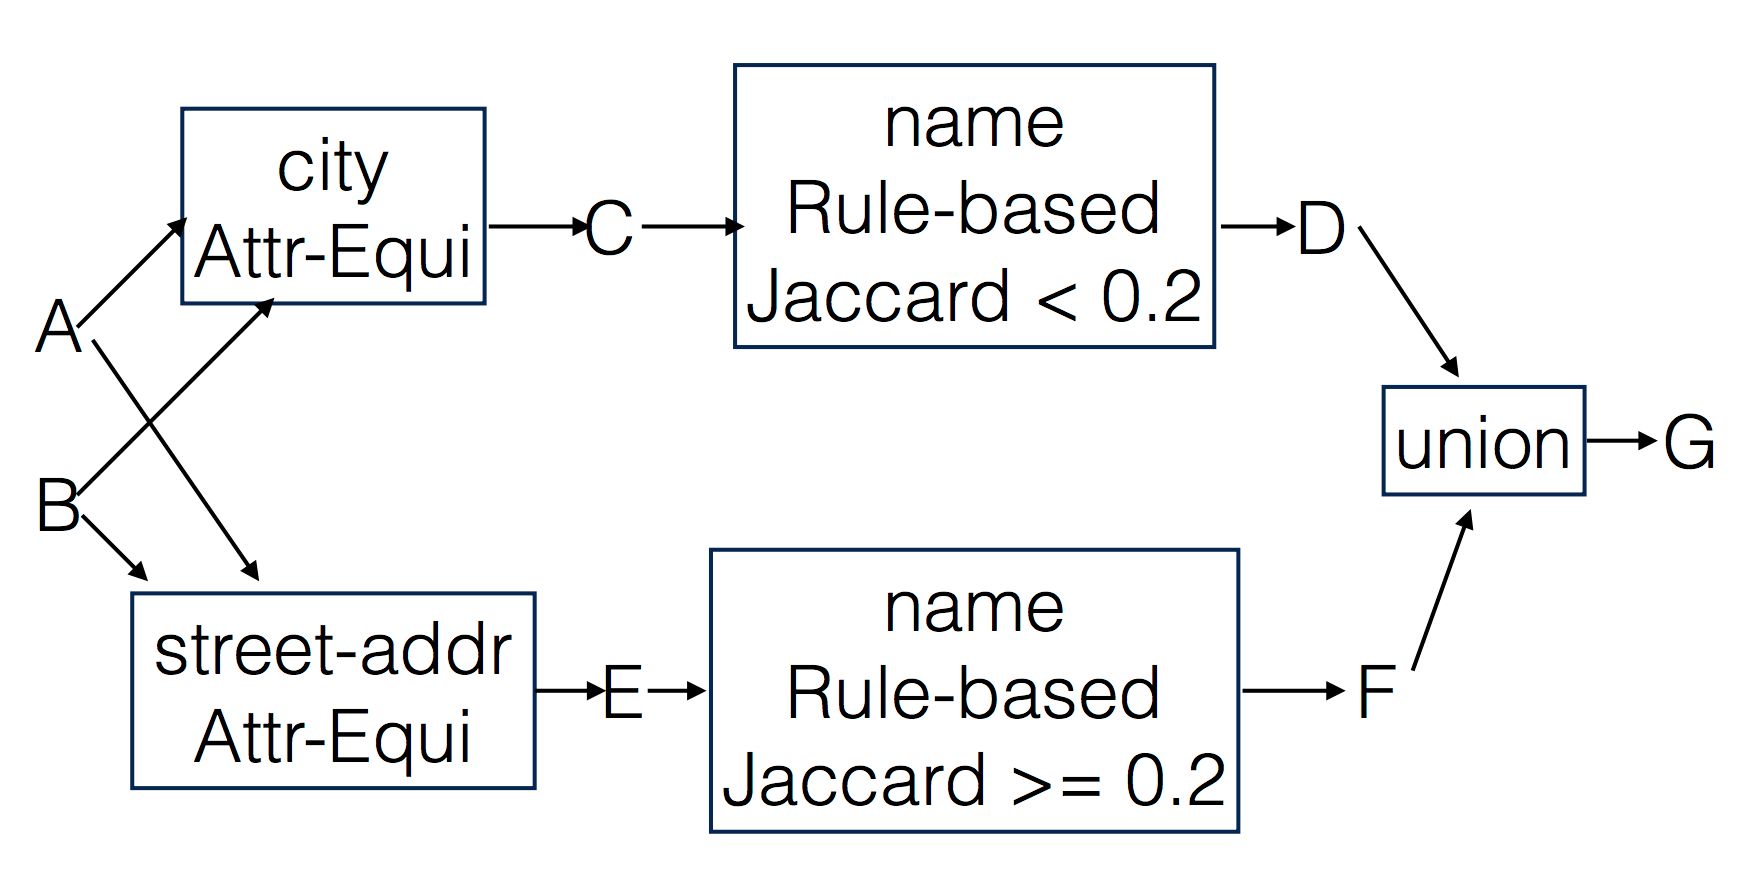 A
B
city
Attr-Equi
C
name
Rule-based
Jaccard < 0.2
D
street-addr
Attr-Equi
E
name
Rule-based
Jaccard >= 0.2
F
union
G